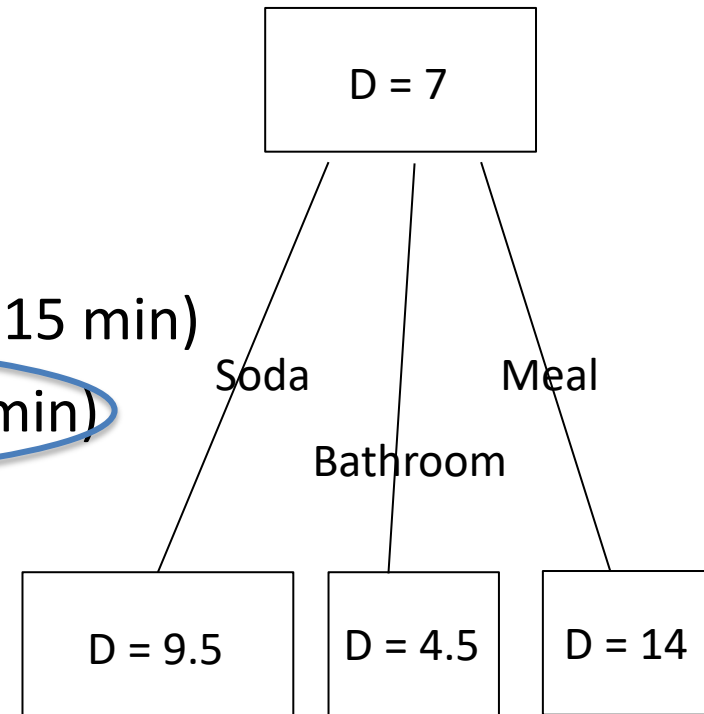 D = 7
15 min)
Soda
Meal
min)
Bathroom
D = 9.5
D = 4.5
D = 14